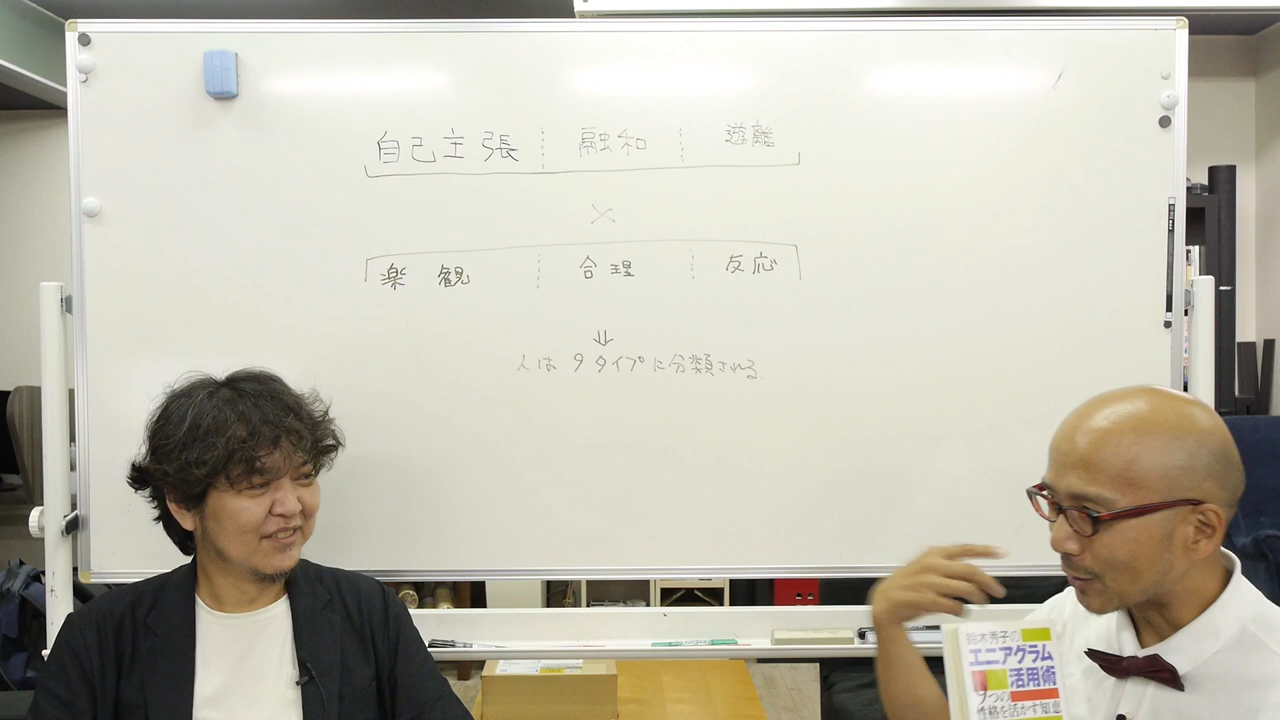 自己主張 融和 遊離
×
楽観 合理 反応
⇓
人は 9タイプに分類される.
鈴木秀子の
エニアグラム
活用術
9つの
性格を活かす知恵